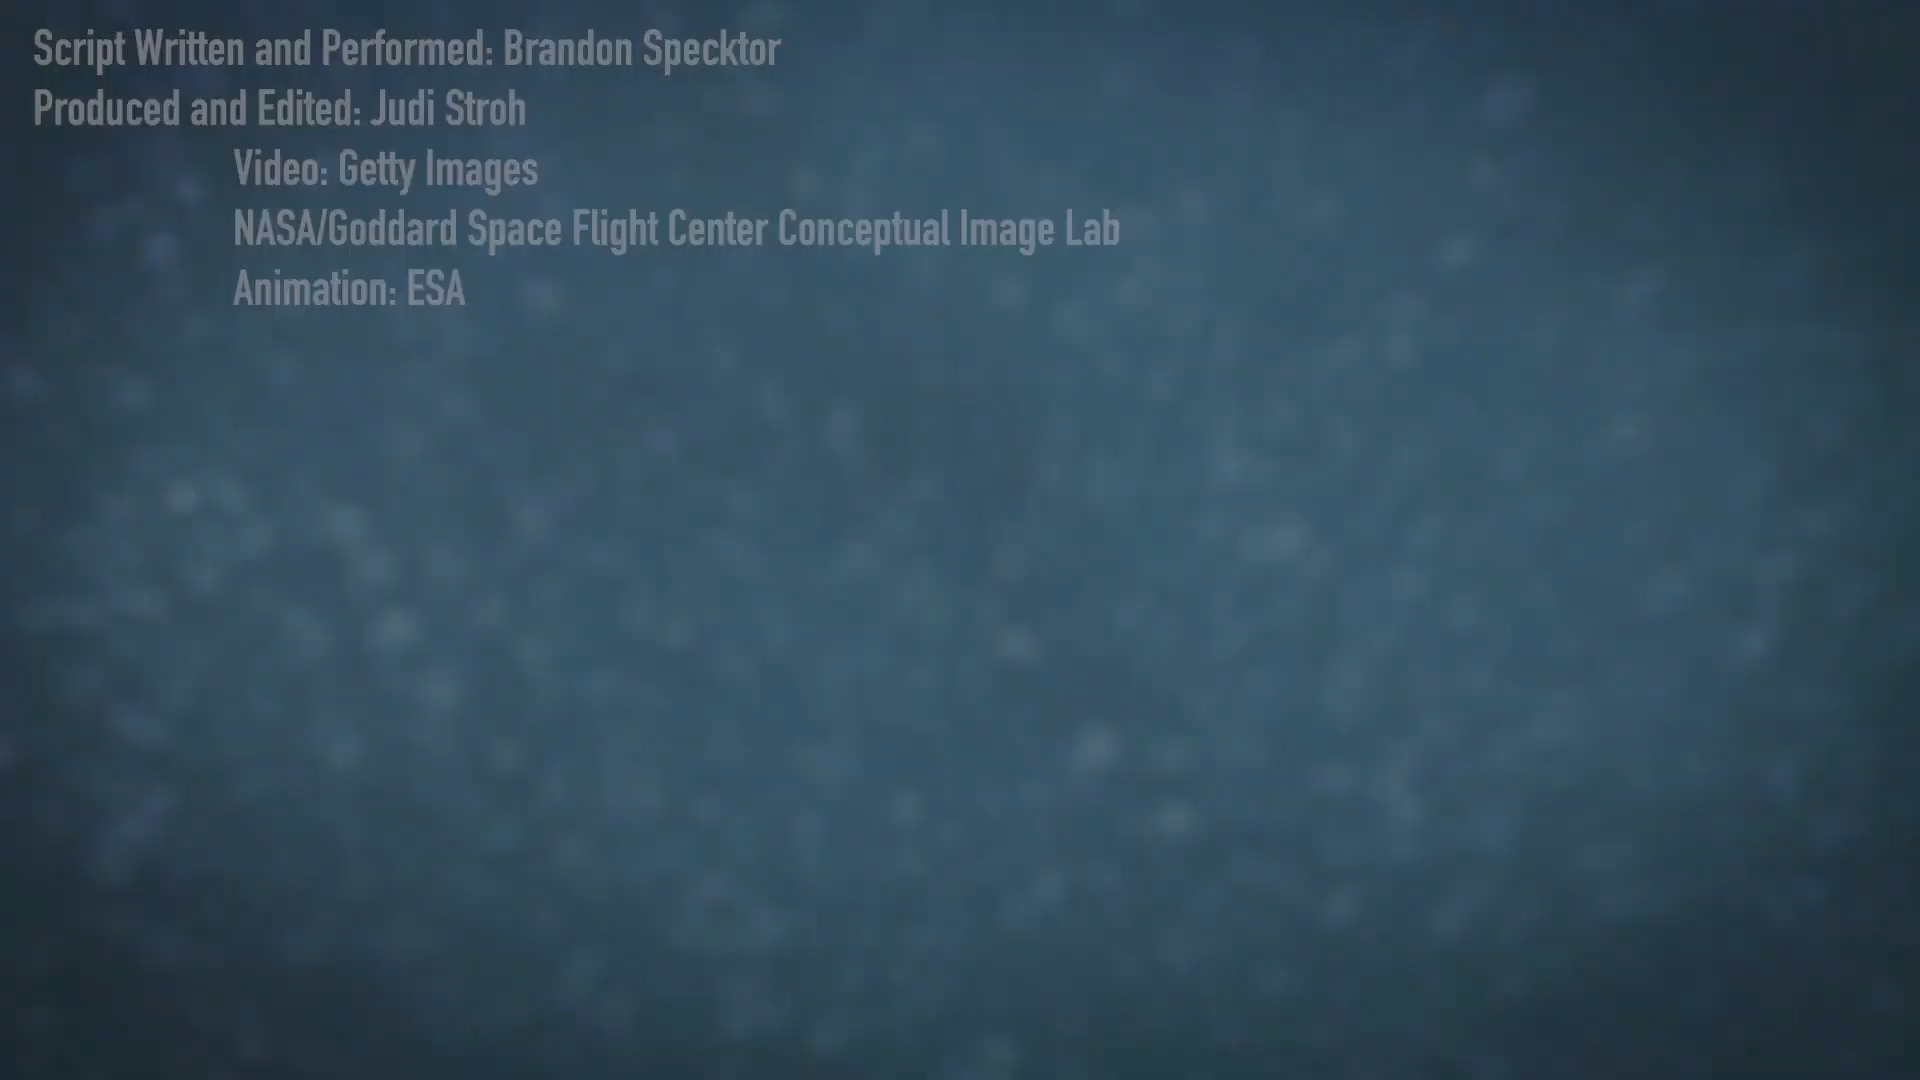 Script Written and Performed: Brandon Specktor
Produced and Edited: Judi Stroh
Video: Getty Images
NASA/Goddard Space Flight Center Conceptual Image Lab
Animation: ESA